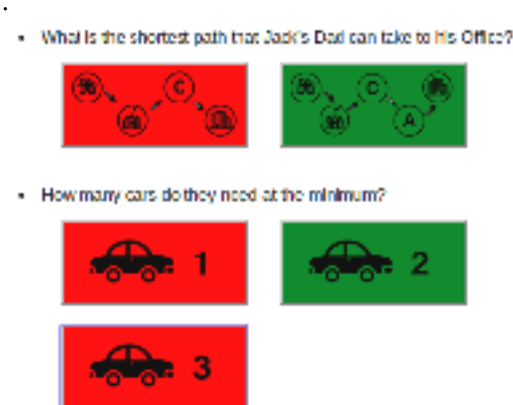 What is the shortest path that Jack's Dad can take to his Office?
C
C
A
How many cars do they need at the minimum?
1
2
3